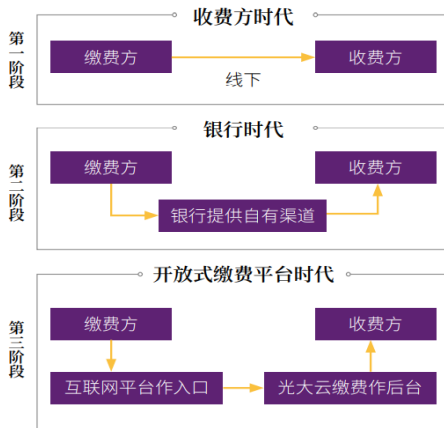 收费方时代
第一阶段
缴费方
收费方
线下
银行时代
第二阶段
缴费方
收费方
银行提供自有渠道
开放式缴费平台时代
第三阶段
缴费方
收费方
互联网平台作入口
光大云缴费作后台